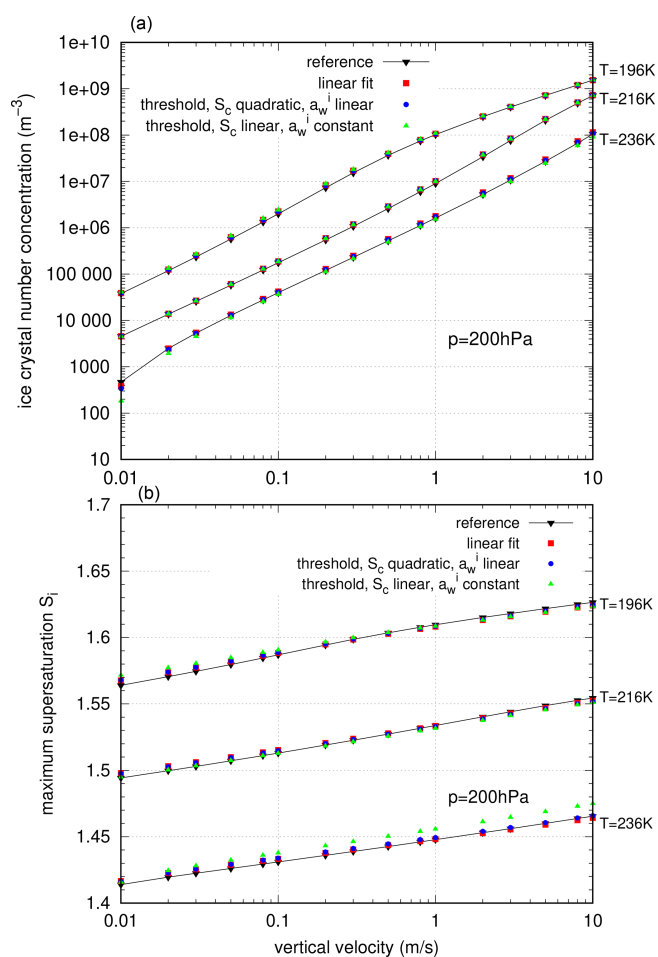 (a)
1e+10
1e+09
1e+08
1e+07
1e+06
100 000
10 000
1000
100
10
ice crystal number concentration (m⁻³)
reference
linear fit
threshold, S_c quadratic, a_w^i linear
threshold, S_c linear, a_w^i constant
T=196K
T=216K
T=236K
p=200hPa
0.01 0.1 1 10
(b)
1.7
1.65
1.6
1.55
1.5
1.45
1.4
maximum supersaturation S_i
reference
linear fit
threshold, S_c quadratic, a_w^i linear
threshold, S_c linear, a_w^i constant
T=196K
T=216K
p=200hPa
T=236K
0.01 0.1 1 10
vertical velocity (m/s)